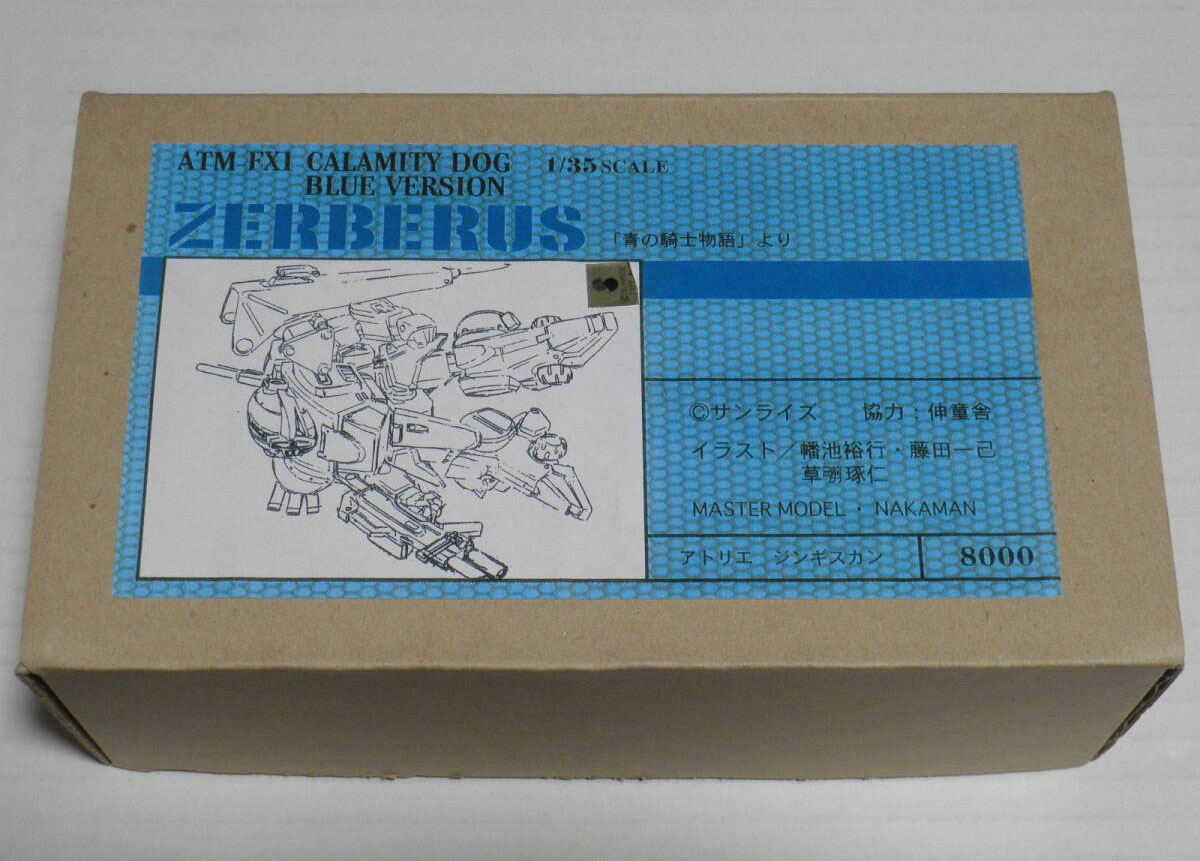 ATM-FX1 CALAMITY DOG 1/35 SCALE
BLUE VERSION
ZERBERUS 「青の騎士物語」より
©サンライズ 協力：伸童舎
イラスト／幡池裕行・藤田一己
草彅琢仁
MASTER MODEL・NAKAMAN
アトリエ ジンギスカン 8000